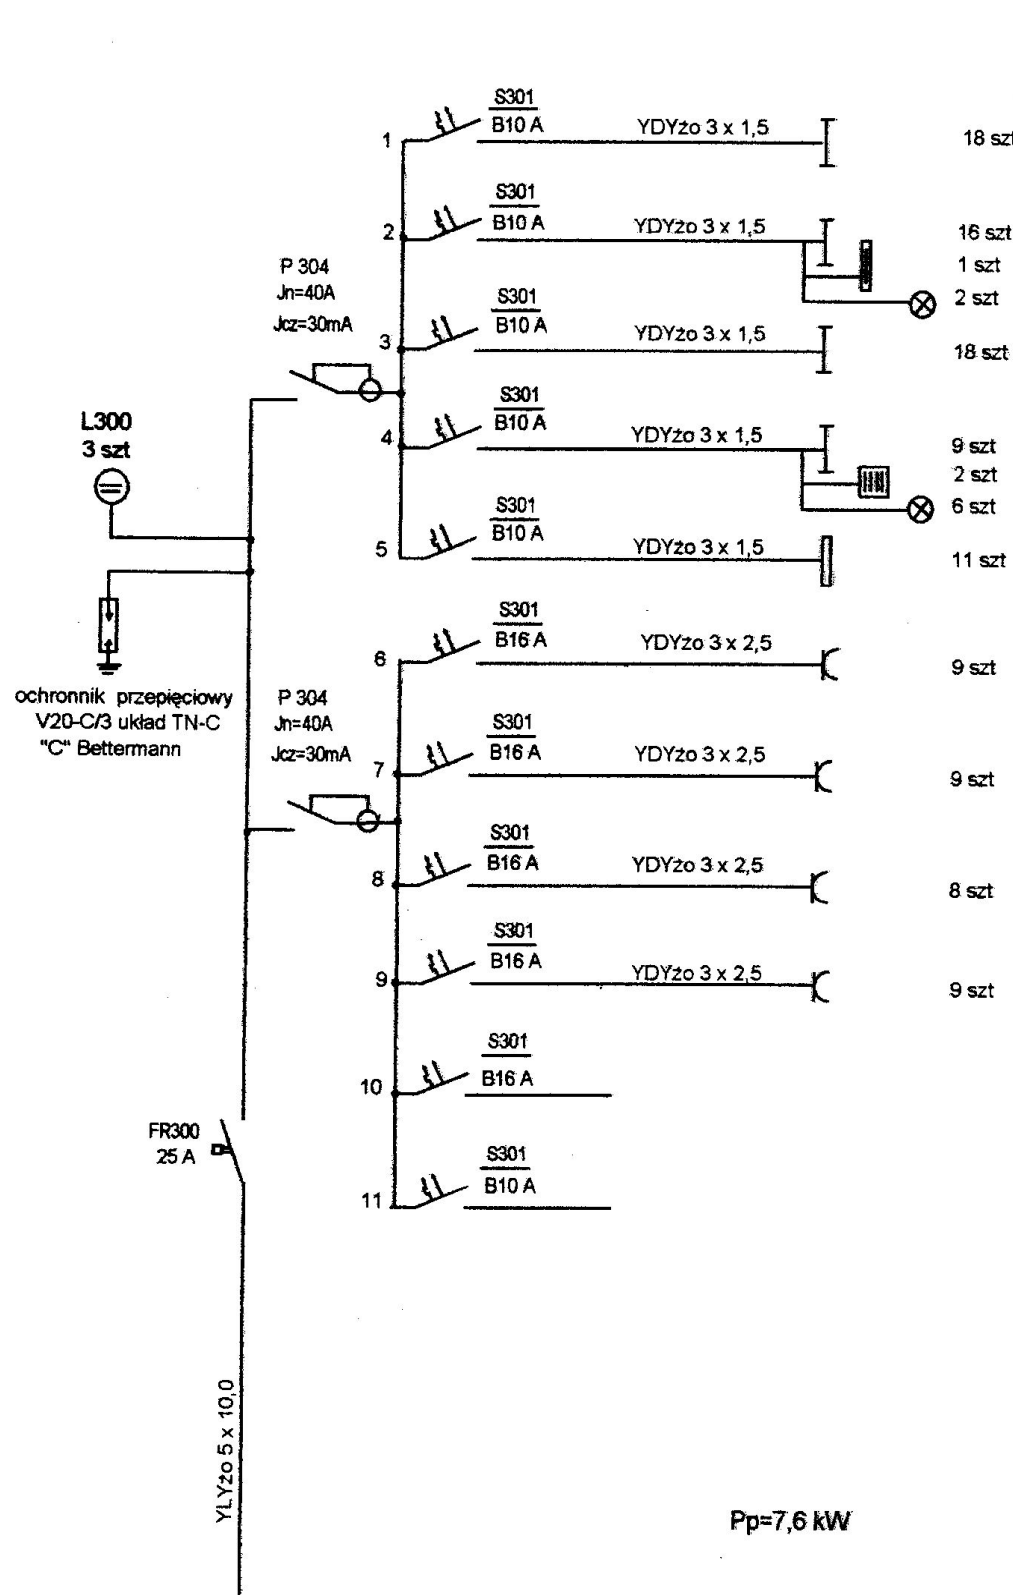 S301
B10 A
1
YDYżo 3 x 1,5
18 szt
S301
B10 A
2
YDYżo 3 x 1,5
16 szt
1 szt
2 szt
P 304
Jn=40A
Jcz=30mA
S301
B10 A
3
YDYżo 3 x 1,5
18 szt
S301
B10 A
4
YDYżo 3 x 1,5
9 szt
2 szt
6 szt
L300
3 szt
S301
B10 A
5
YDYżo 3 x 1,5
11 szt
S301
B16 A
6
YDYżo 3 x 2,5
9 szt
ochronnik przepięciowy
V20-C/3 układ TN-C
"C" Bettermann
P 304
Jn=40A
Jcz=30mA
S301
B16 A
7
YDYżo 3 x 2,5
9 szt
S301
B16 A
8
YDYżo 3 x 2,5
8 szt
S301
B16 A
9
YDYżo 3 x 2,5
9 szt
S301
B16 A
10
FR300
25 A
S301
B10 A
11
YLYżo 5 x 10,0
Pp=7,6 kW